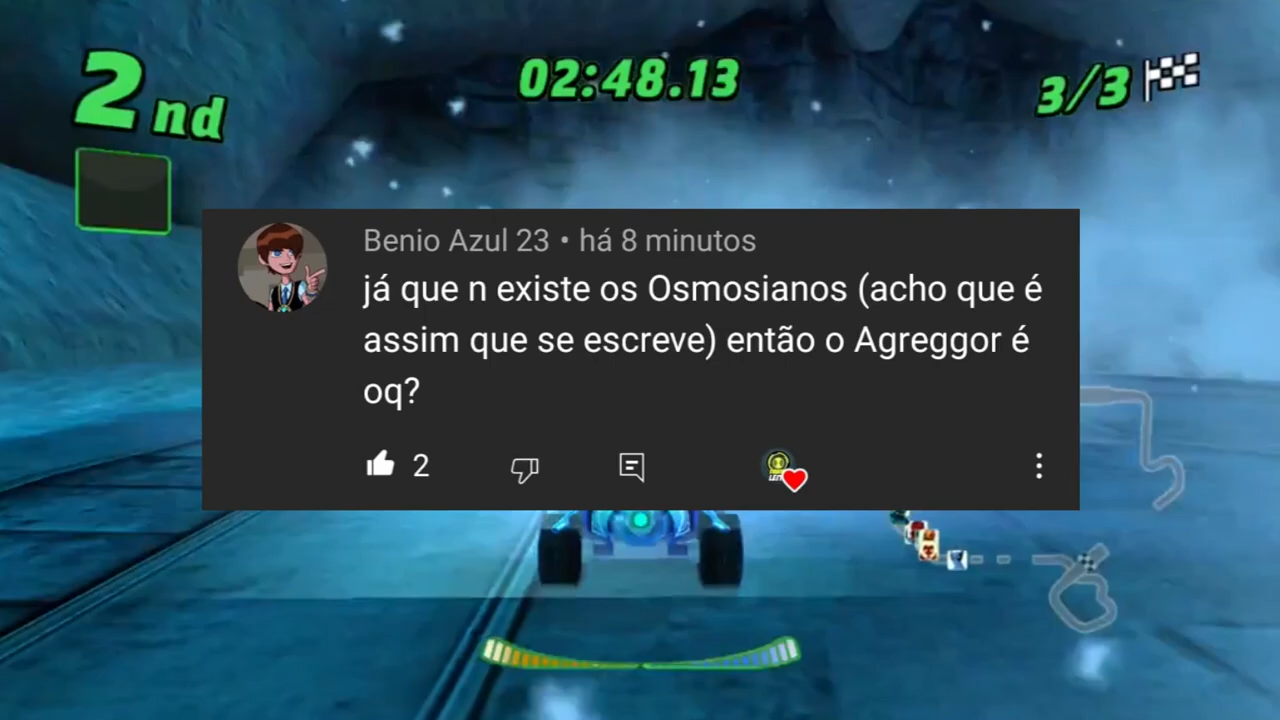 2nd
02:48.13
3/3
Benio Azul 23 • há 8 minutos
já que n existe os Osmosianos (acho que é
assim que se escreve) então o Agreggor é
oq?
2